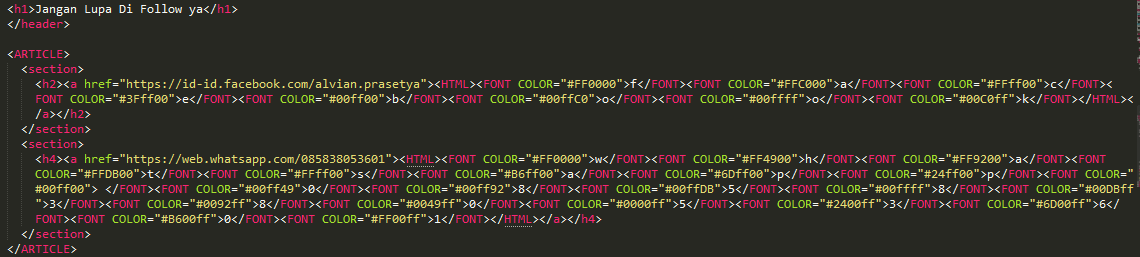 <h1>Jangan Lupa Di Follow ya</h1>
</header>
<ARTICLE>
<section>
<h2><a href="https://id-id.facebook.com/alvian.prasetya"><HTML><FONT COLOR="#FF0000">f</FONT><FONT COLOR="#FFC000">a</FONT><FONT COLOR="#FFff00">c</FONT><
FONT COLOR="#3Fff00">e</FONT><FONT COLOR="#00ff00">b</FONT><FONT COLOR="#00ffC0">o</FONT><FONT COLOR="#00ffff">o</FONT><FONT COLOR="#00C0ff">k</FONT></HTML><
/a></h2>
</section>
<section>
<h4><a href="https://web.whatsapp.com/085838053601"><HTML><FONT COLOR="#FF0000">w</FONT><FONT COLOR="#FF4900">h</FONT><FONT COLOR="#FF9200">a</FONT><FONT
COLOR="#FFDB00">t</FONT><FONT COLOR="#FFff00">s</FONT><FONT COLOR="#B6ff00">a</FONT><FONT COLOR="#6Dff00">p</FONT><FONT COLOR="#24ff00">p</FONT><FONT COLOR=
"#00ff00"> </FONT><FONT COLOR="#00ff49">0</FONT><FONT COLOR="#00ff92">8</FONT><FONT COLOR="#00ffDB">5</FONT><FONT COLOR="#00ffff">8</FONT><FONT COLOR="#00DBff
">3</FONT><FONT COLOR="#0092ff">8</FONT><FONT COLOR="#0049ff">0</FONT><FONT COLOR="#0000ff">5</FONT><FONT COLOR="#2400ff">3</FONT><FONT COLOR="#6D00ff">6</
FONT><FONT COLOR="#B600ff">0</FONT><FONT COLOR="#FF00ff">1</FONT></HTML></a></h4>
</section>
</ARTICLE>